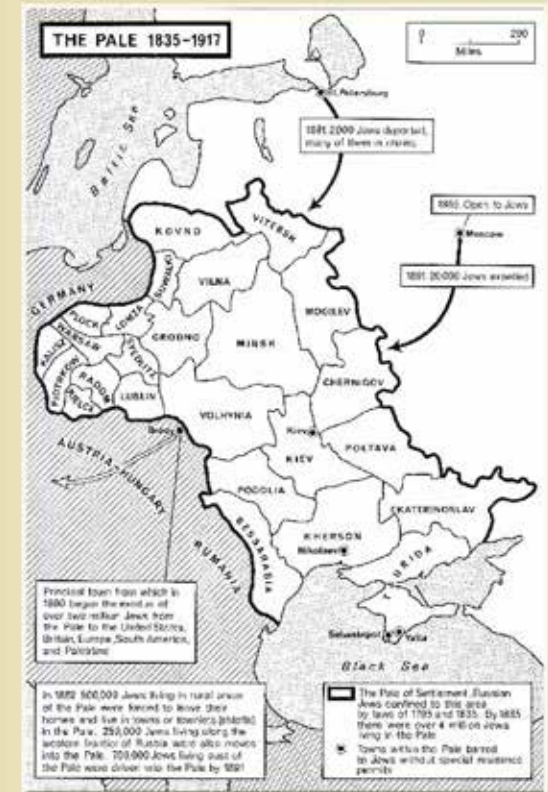 THE PALE 1835-1917
0 200
Miles
St. Petersburg
1891. 2,000 Jews deported,
many of them in chains
Baltic Sea
1865. Open to Jews
Moscow
1891. 20,000 Jews expelled
KOVNO
VITEBSK
SUWALKI
VILNA
GERMANY
MOGILEV
PLOCK
LOMZA
GRODNO
MINSK
KALISZ
WARSAW
SYEDLITZ
CHERNIGOV
PIOTRKOW
RADOM
KIELCE
LUBLIN
VOLHYNIA
Brody
Kiev
POLTAVA
KIEV
AUSTRIA-HUNGARY
PODOLIA
EKATERINOSLAV
BESSARABIA
KHERSON
Nikolaev
TAURIDA
RUMANIA
Principal town from which in
1880 began the exodus of
over two million Jews from
the Pale to the United States,
Britain, Europe, South America,
and Palestine
Sebastopol
Yalta
Black Sea
In 1882 500,000 Jews living in rural areas
of the Pale were forced to leave their
homes and live in towns or townlets (shtetls)
in the Pale. 250,000 Jews living along the
western frontier of Russia were also moved
into the Pale. 700,000 Jews living east of
the Pale were driven into the Pale by 1891
The Pale of Settlement. Russian
Jews confined to this area
by laws of 1795 and 1835. By 1885
there were over 4 million Jews
living in the Pale
Towns within the Pale barred
to Jews without special residence
permits